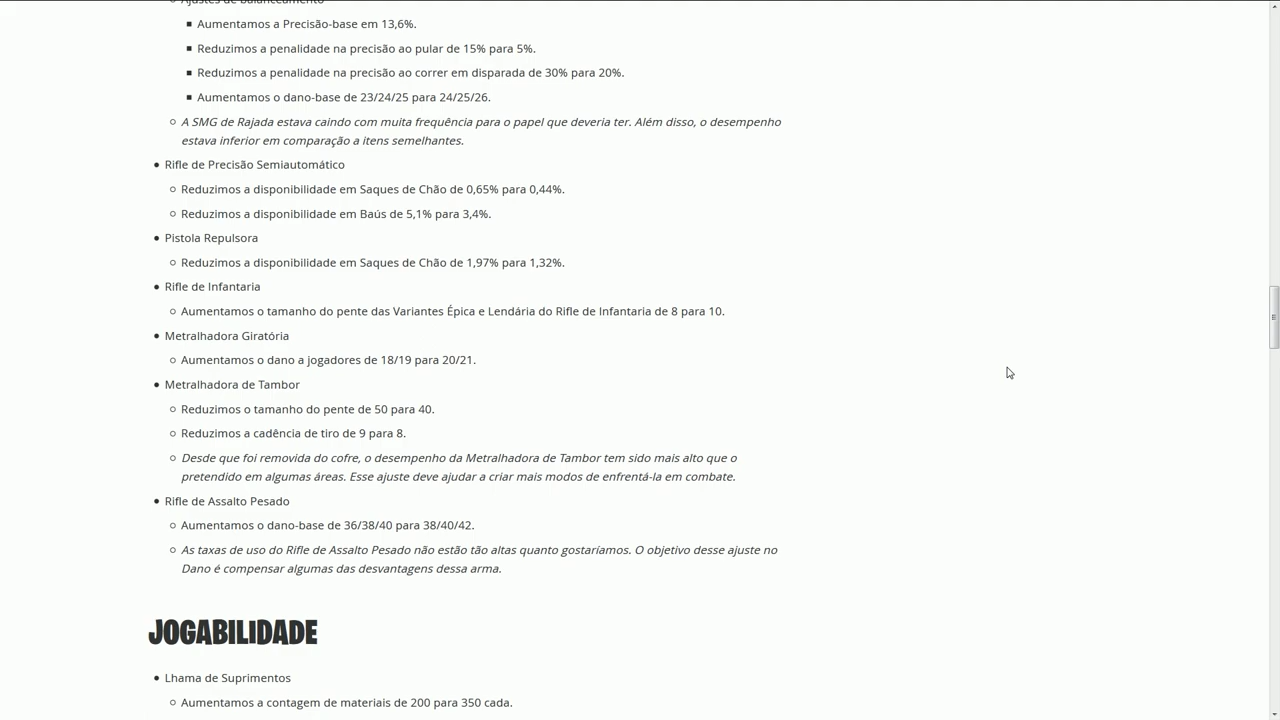 Ajustes de balanceamento
Aumentamos a Precisão-base em 13,6%.
Reduzimos a penalidade na precisão ao pular de 15% para 5%.
Reduzimos a penalidade na precisão ao correr em disparada de 30% para 20%.
Aumentamos o dano-base de 23/24/25 para 24/25/26.
A SMG de Rajada estava caindo com muita frequência para o papel que deveria ter. Além disso, o desempenho
estava inferior em comparação a itens semelhantes.
Rifle de Precisão Semiautomático
Reduzimos a disponibilidade em Saques de Chão de 0,65% para 0,44%.
Reduzimos a disponibilidade em Baús de 5,1% para 3,4%.
Pistola Repulsora
Reduzimos a disponibilidade em Saques de Chão de 1,97% para 1,32%.
Rifle de Infantaria
Aumentamos o tamanho do pente das Variantes Épica e Lendária do Rifle de Infantaria de 8 para 10.
Metralhadora Giratória
Aumentamos o dano a jogadores de 18/19 para 20/21.
Metralhadora de Tambor
Reduzimos o tamanho do pente de 50 para 40.
Reduzimos a cadência de tiro de 9 para 8.
Desde que foi removida do cofre, o desempenho da Metralhadora de Tambor tem sido mais alto que o
pretendido em algumas áreas. Esse ajuste deve ajudar a criar mais modos de enfrentá-la em combate.
Rifle de Assalto Pesado
Aumentamos o dano-base de 36/38/40 para 38/40/42.
As taxas de uso do Rifle de Assalto Pesado não estão tão altas quanto gostaríamos. O objetivo desse ajuste no
Dano é compensar algumas das desvantagens dessa arma.
JOGABILIDADE
Lhama de Suprimentos
Aumentamos a contagem de materiais de 200 para 350 cada.